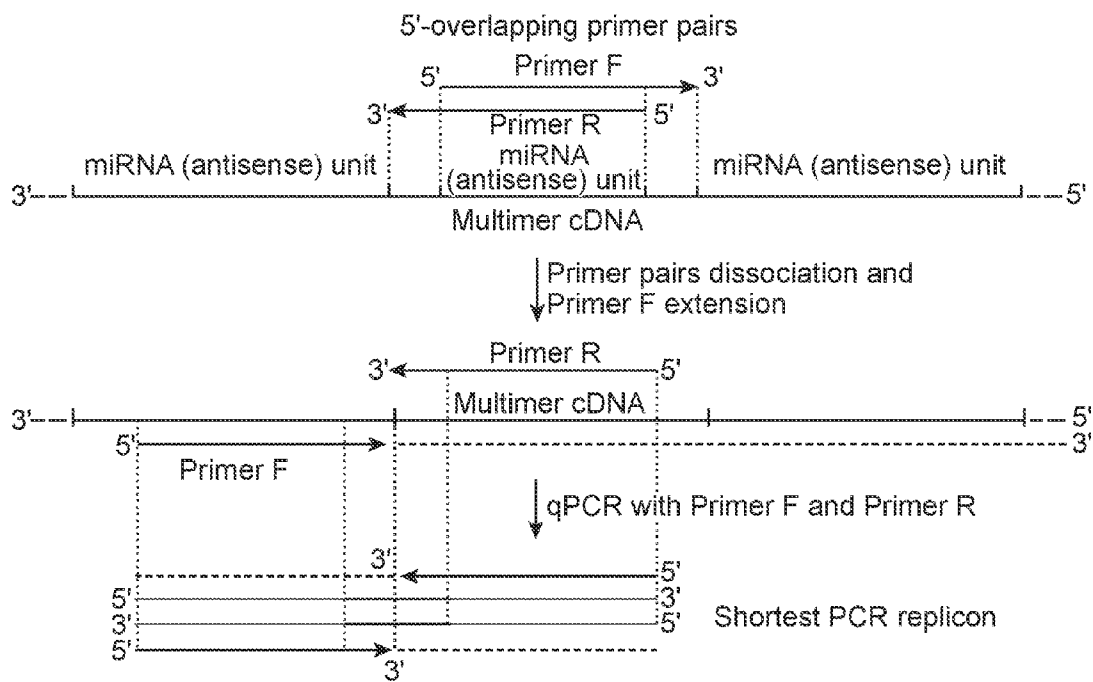 5'-overlapping primer pairs
5' Primer F 3'
3' Primer R 5'
miRNA (antisense) unit
miRNA
(antisense) unit
miRNA (antisense) unit
3' 5'
Multimer cDNA
Primer pairs dissociation and
Primer F extension
3' Primer R 5'
Multimer cDNA
3' 5'
5' 3'
Primer F
qPCR with Primer F and Primer R
3'
5'
5' 3'
3' 5'
Shortest PCR replicon
5'
3'